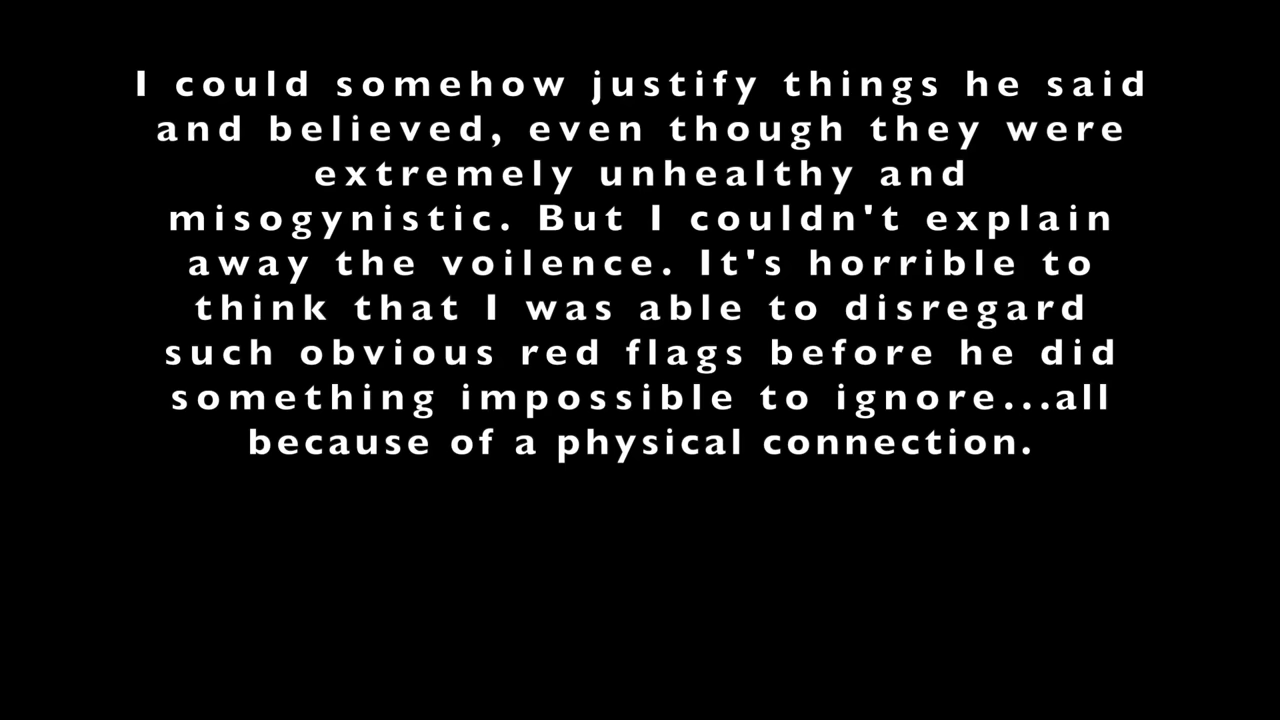 I could somehow justify things he said
and believed, even though they were
extremely unhealthy and
misogynistic. But I couldn't explain
away the voilence. It's horrible to
think that I was able to disregard
such obvious red flags before he did
something impossible to ignore...all
because of a physical connection.